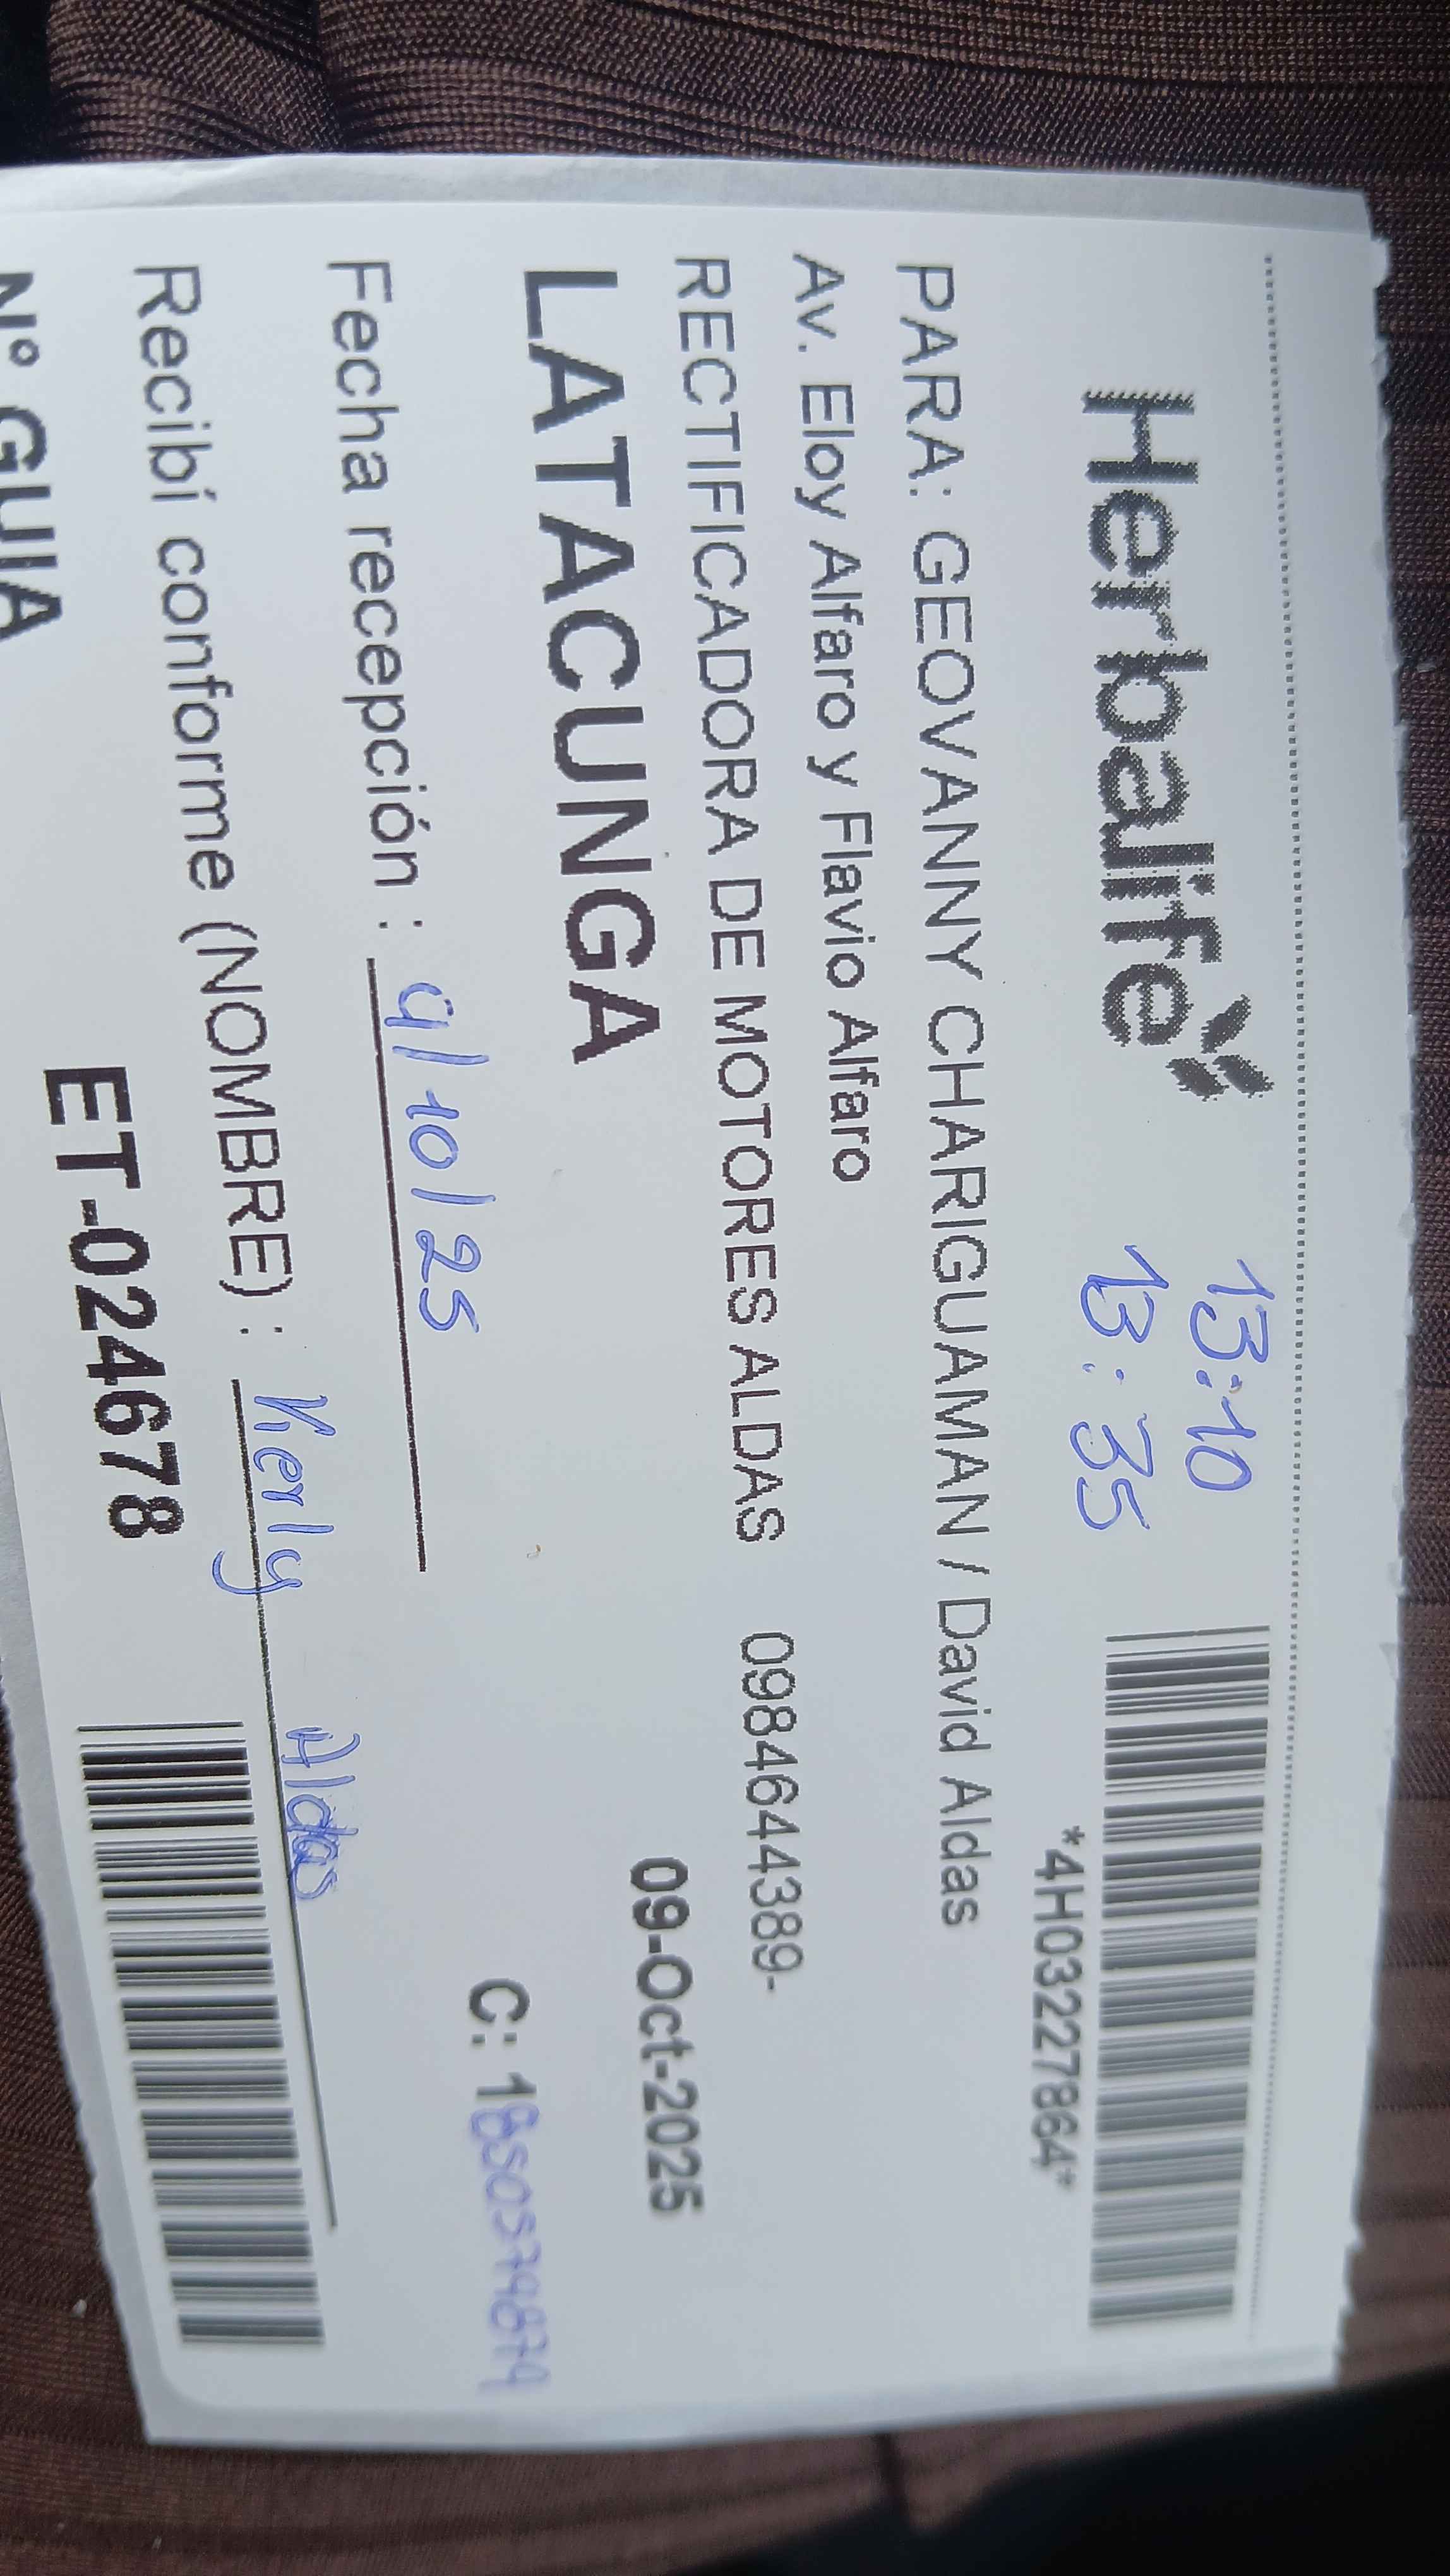 Herbalife
13:10
13:35
*4H03227864*
PARA: GEOVANNY CHARIGUAMAN / David Aldas
Av. Eloy Alfaro y Flavio Alfaro
RECTIFICADORA DE MOTORES ALDAS 0984644389-
LATACUNGA
09-Oct-2025
Fecha recepción : 9/10/25
C:
Recibí conforme (NOMBRE) : Kerly Aldas
Nº GUIA
ET-024678